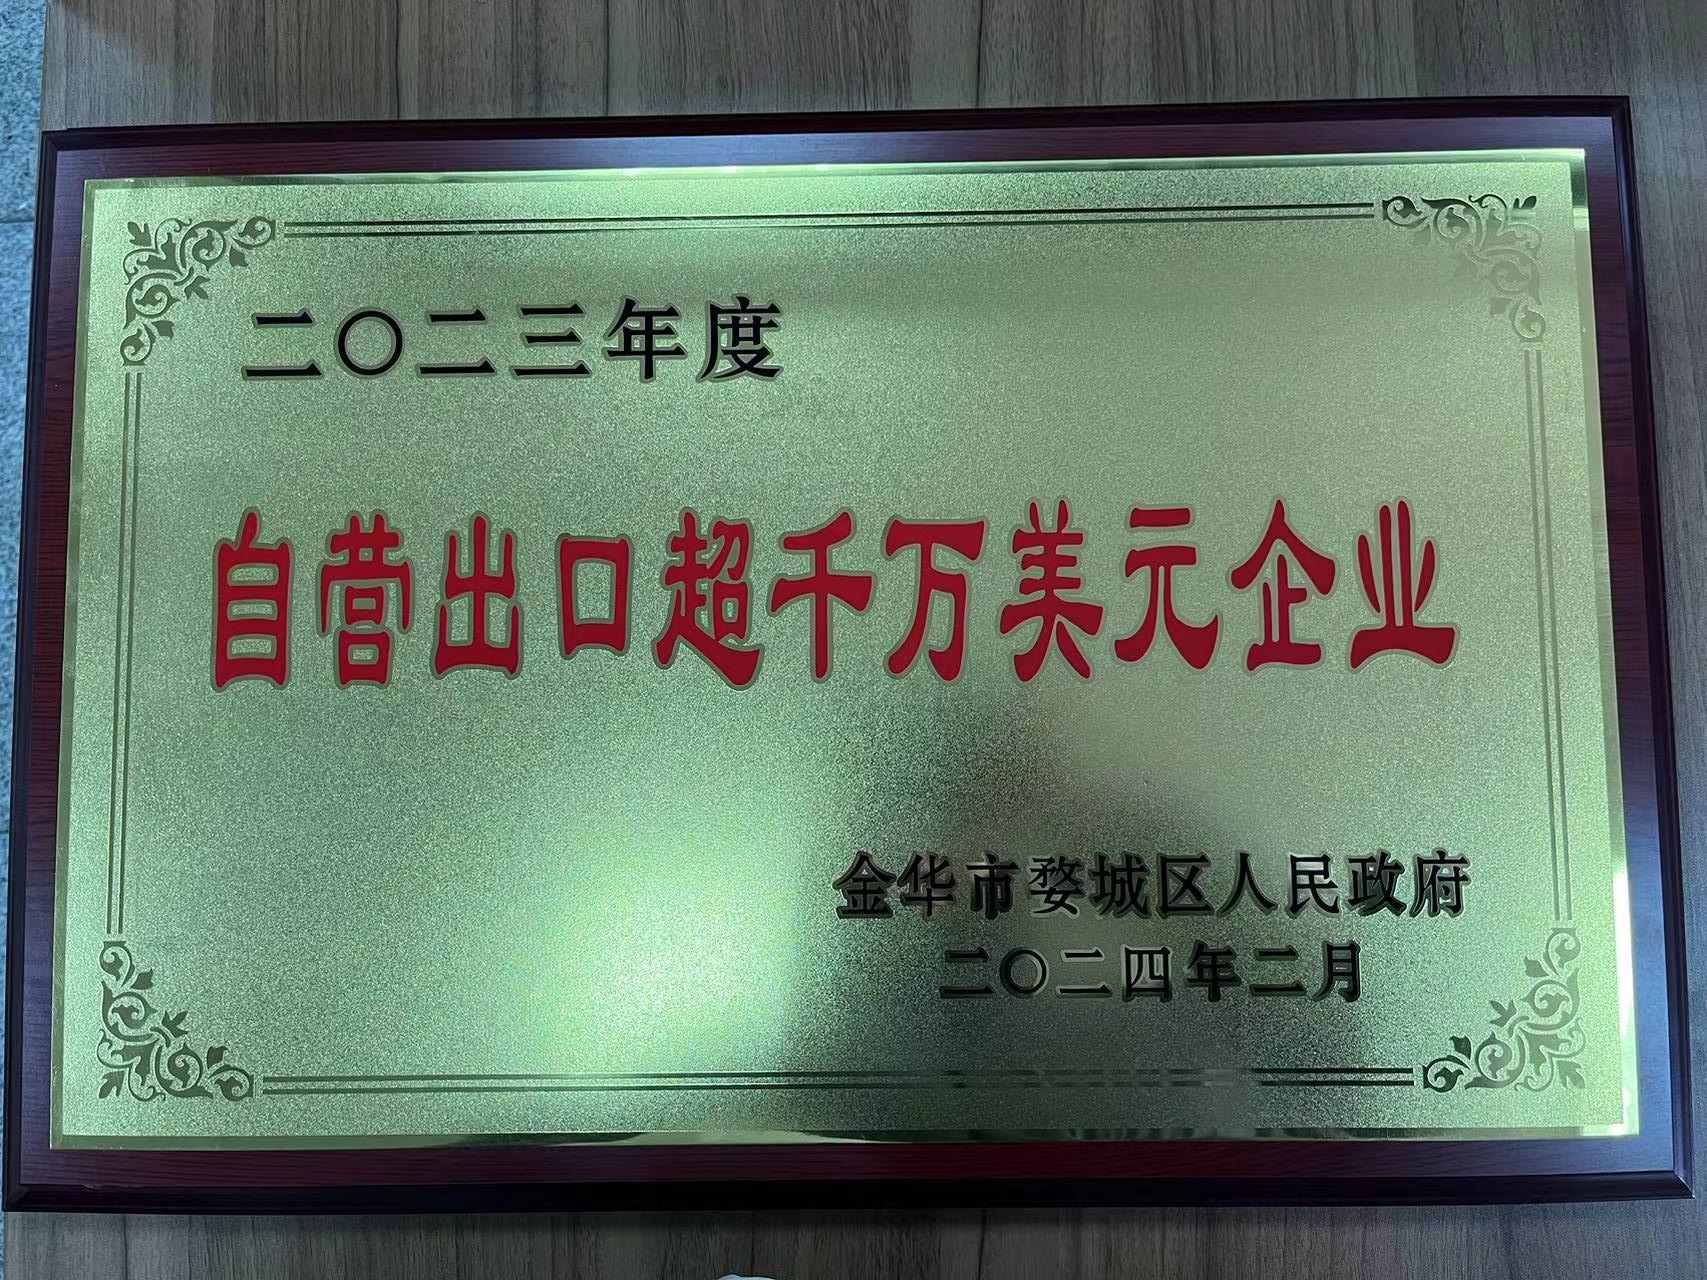 二〇二三年度
自营出口超千万美元企业
金华市婺城区人民政府
二〇二四年二月